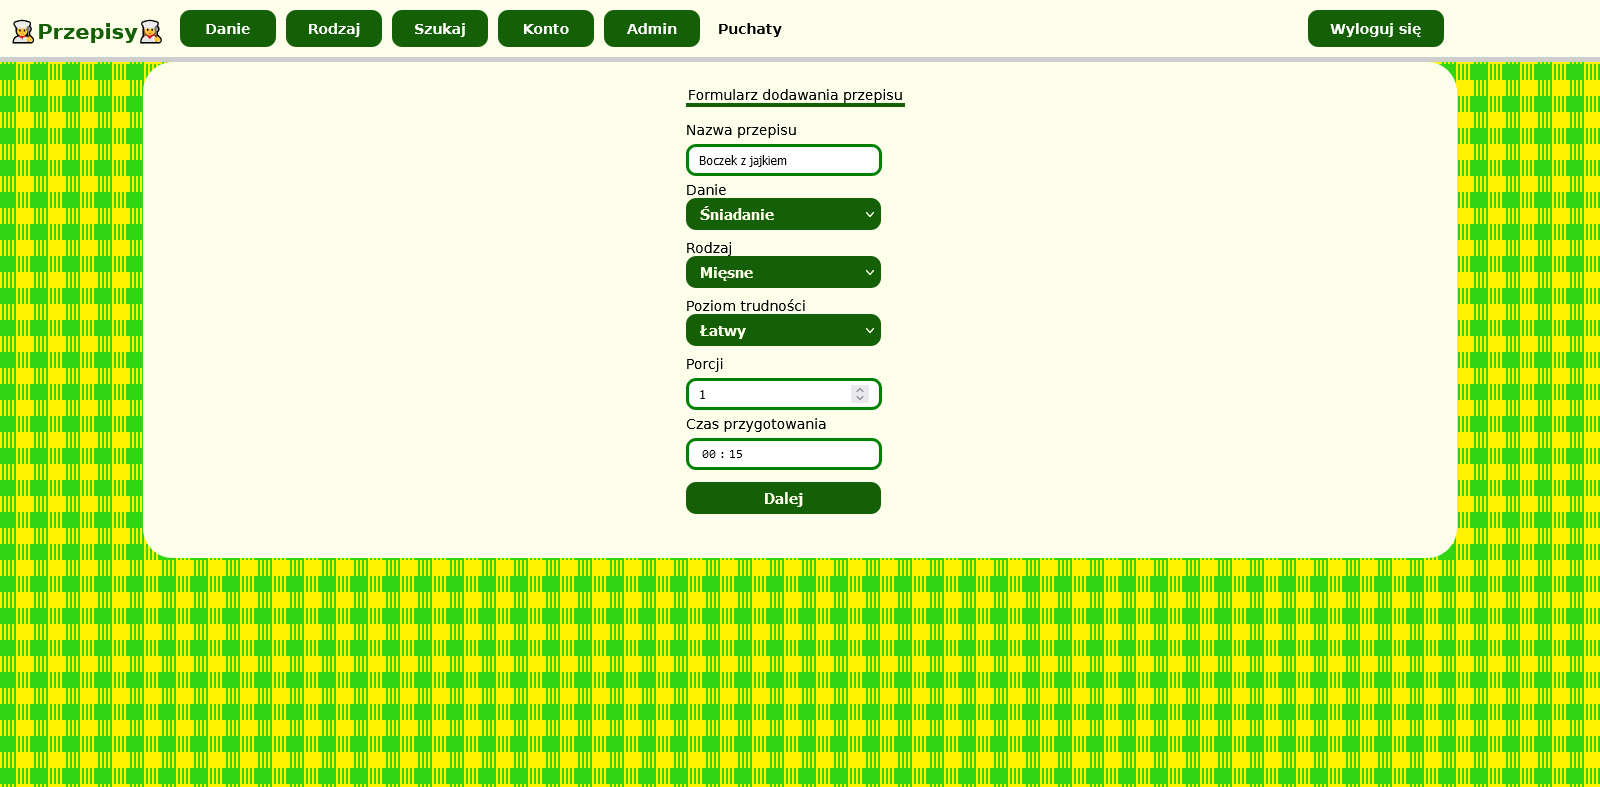 Przepisy Danie Rodzaj Szukaj Konto Admin Puchaty Wyloguj się
Formularz dodawania przepisu
Nazwa przepisu
Boczek z jajkiem
Danie
Śniadanie
Rodzaj
Mięsne
Poziom trudności
Łatwy
Porcji
1
Czas przygotowania
00 : 15
Dalej